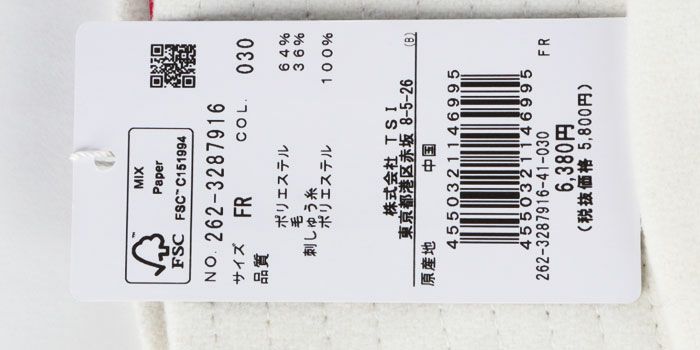 MIX
Paper
FSC™ C151994
FSC
NO. 262-3287916
サイズ FR COL. 030
品質
ポリエステル 64%
毛 36%
刺しゅう糸
ポリエステル 100%
株式会社 TSI
東京都港区赤坂 8-5-26 (B)
原産地 中国
4550321146995
4550321146995
262-3287916-41-030
6,380円
(税抜価格 5,800円)
FR